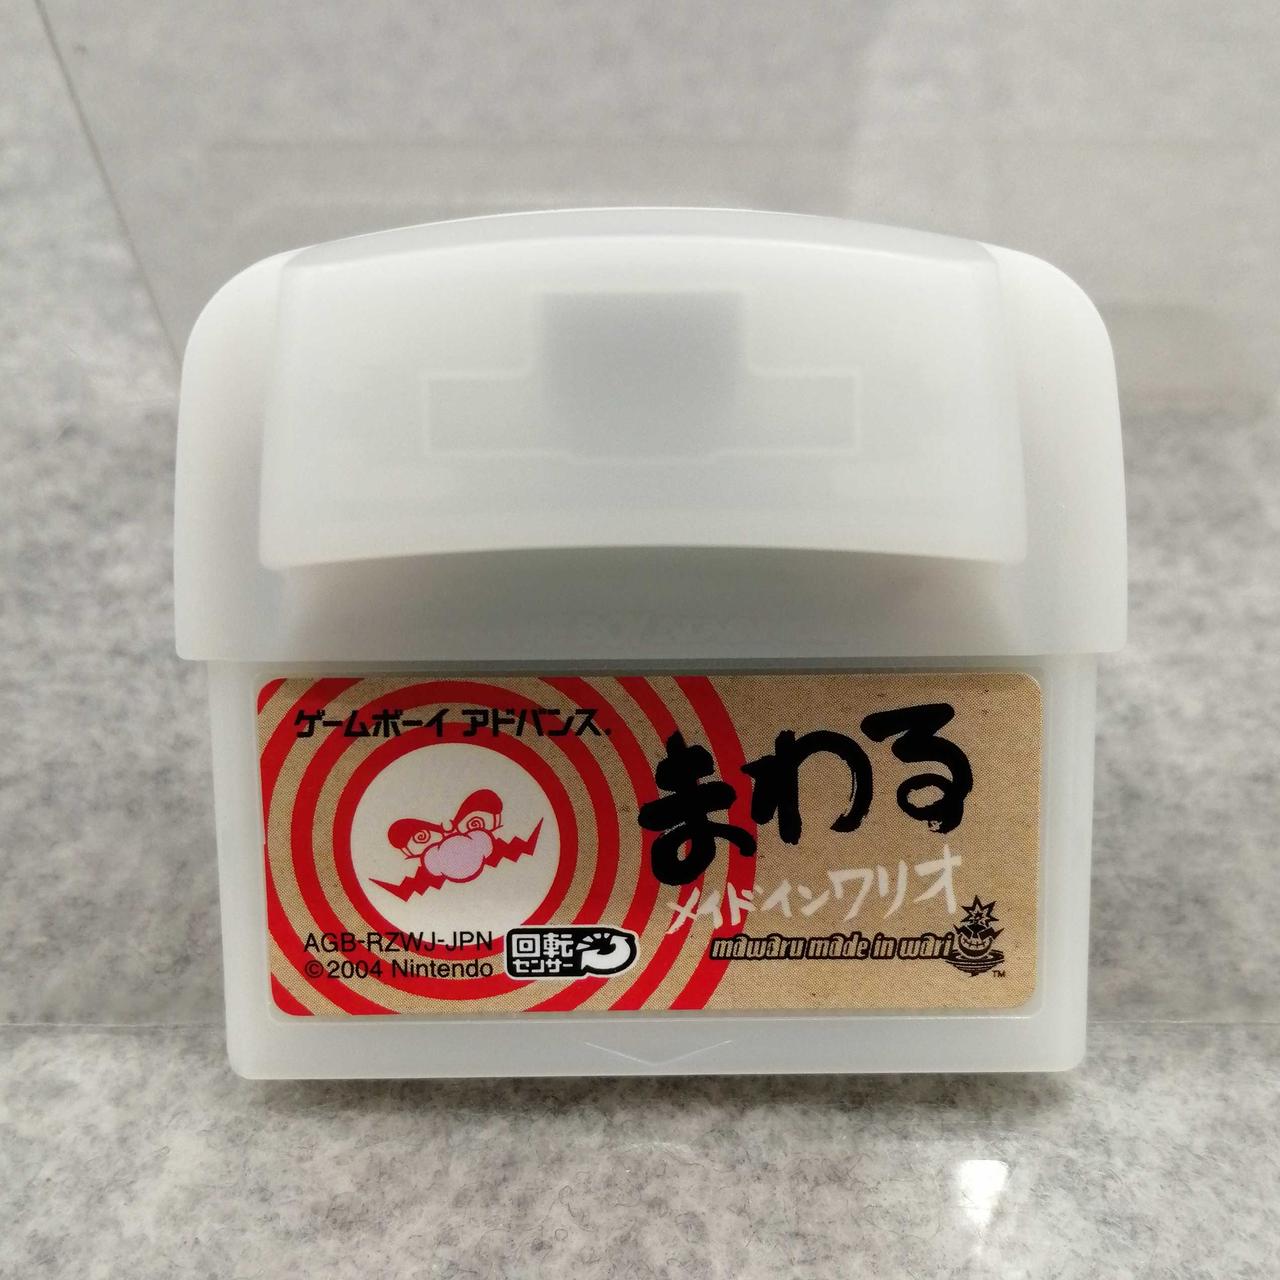 ゲームボーイ アドバンス.
まわる
メイドインワリオ
mawaru made in wari
TM
AGB-RZWJ-JPN
©2004 Nintendo
回転
センサー